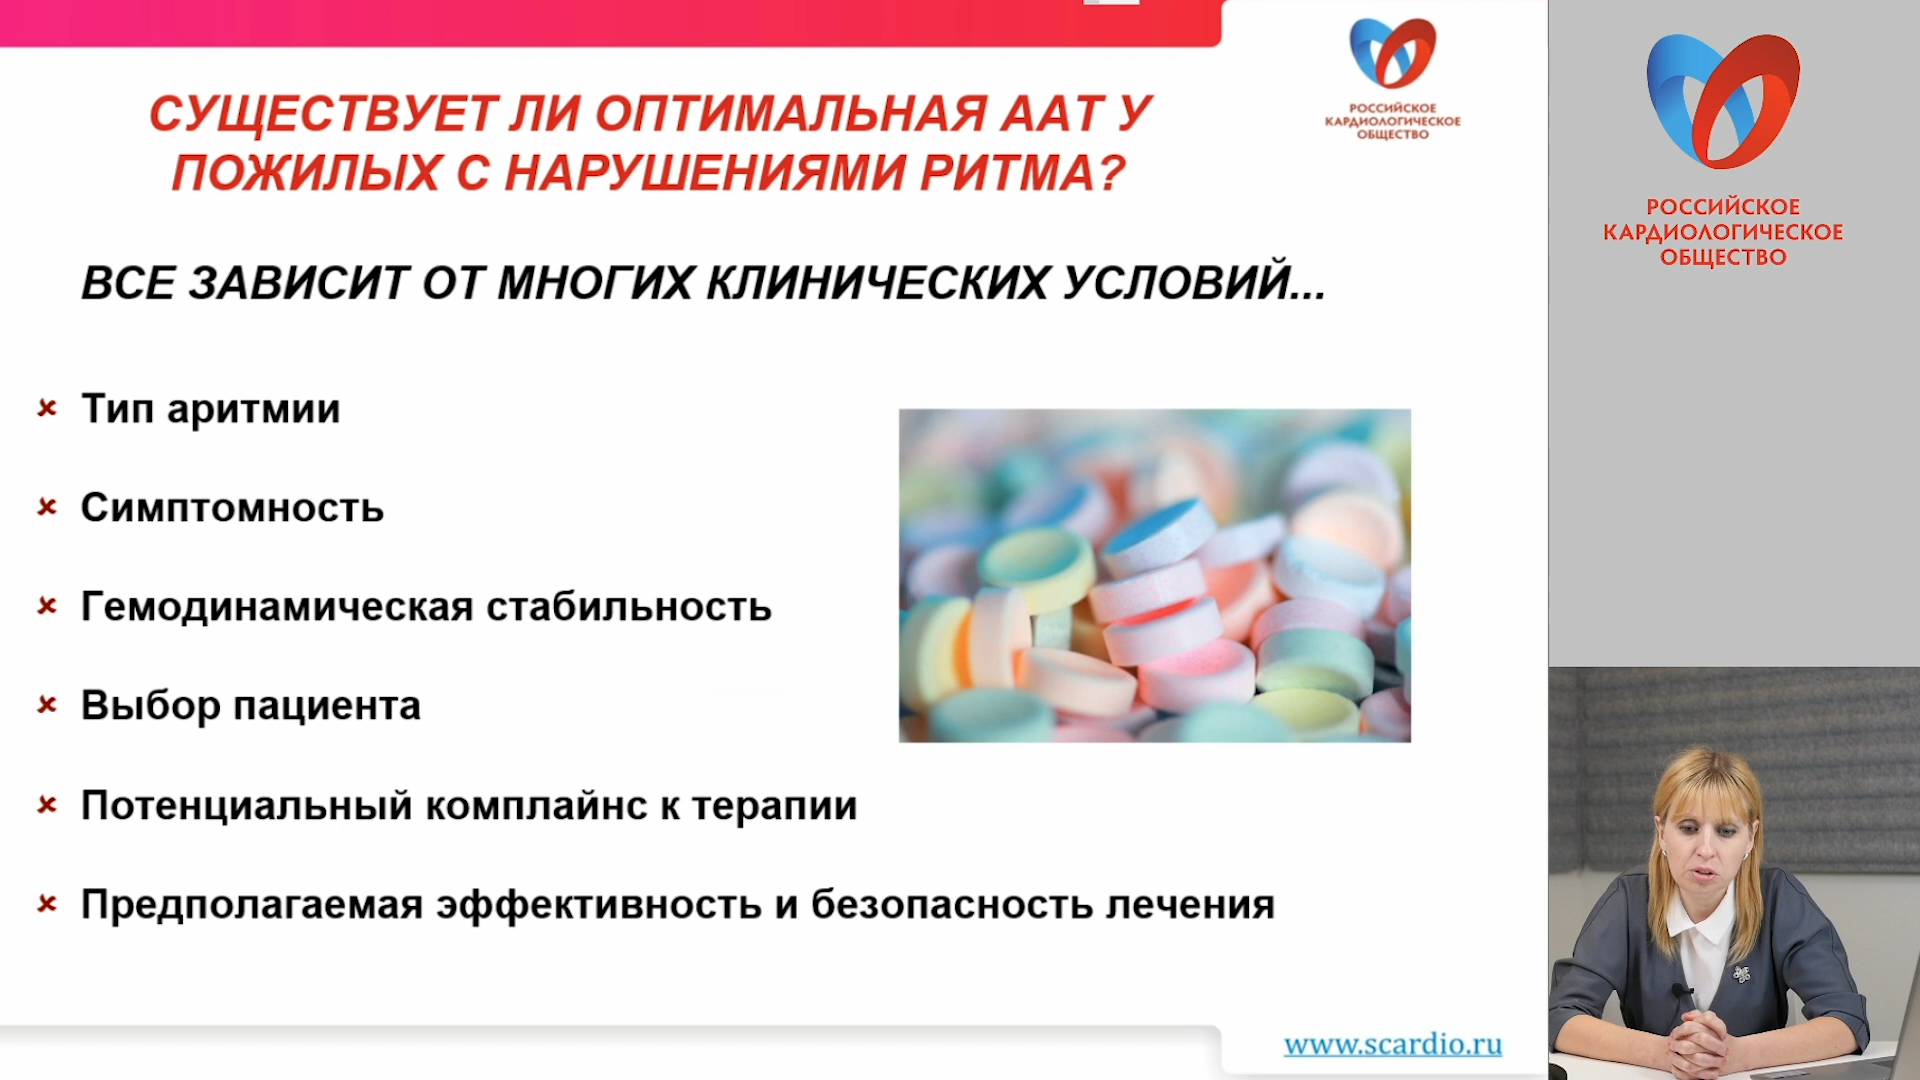 СУЩЕСТВУЕТ ЛИ ОПТИМАЛЬНАЯ ААТ У
ПОЖИЛЫХ С НАРУШЕНИЯМИ РИТМА?
РОССИЙСКОЕ
КАРДИОЛОГИЧЕСКОЕ
ОБЩЕСТВО
ВСЕ ЗАВИСИТ ОТ МНОГИХ КЛИНИЧЕСКИХ УСЛОВИЙ...
Тип аритмии
Симптомность
Гемодинамическая стабильность
Выбор пациента
Потенциальный комплайнс к терапии
Предполагаемая эффективность и безопасность лечения
www.scardio.ru
РОССИЙСКОЕ
КАРДИОЛОГИЧЕСКОЕ
ОБЩЕСТВО